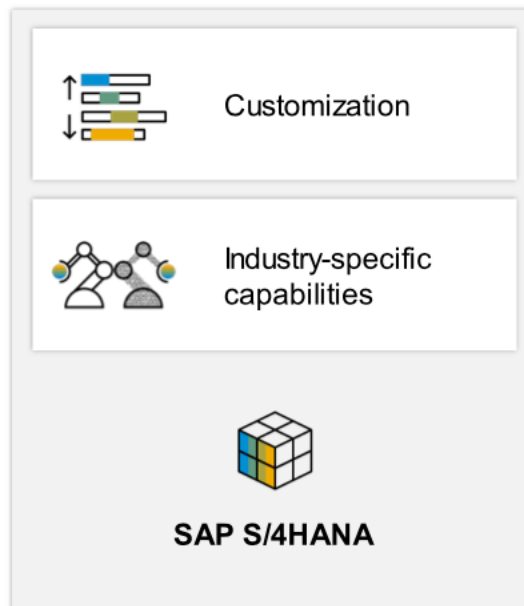 Customization
Industry-specific
capabilities
SAP S/4HANA